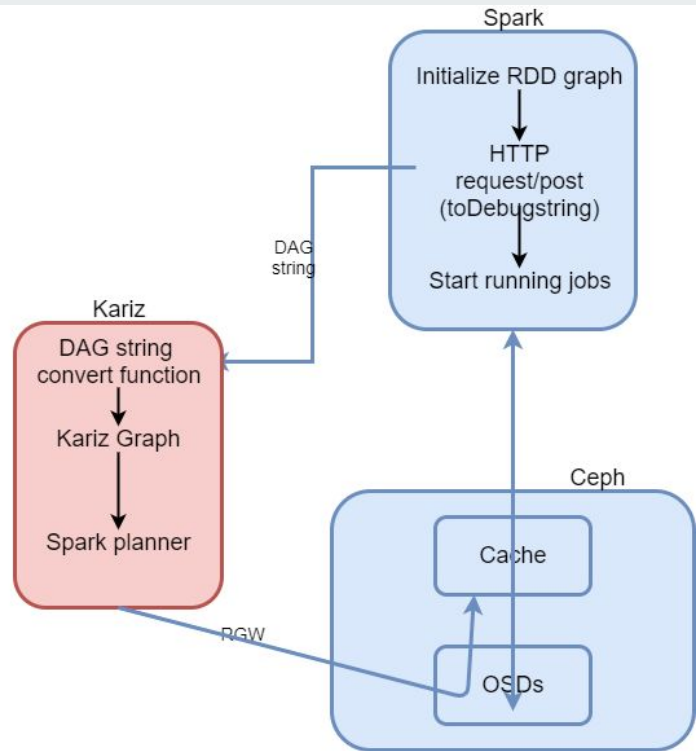 Spark
Initialize RDD graph
HTTP
request/post
(toDebugstring)
Start running jobs
DAG
string
Kariz
DAG string
convert function
Kariz Graph
Spark planner
RGW
Ceph
Cache
OSDs